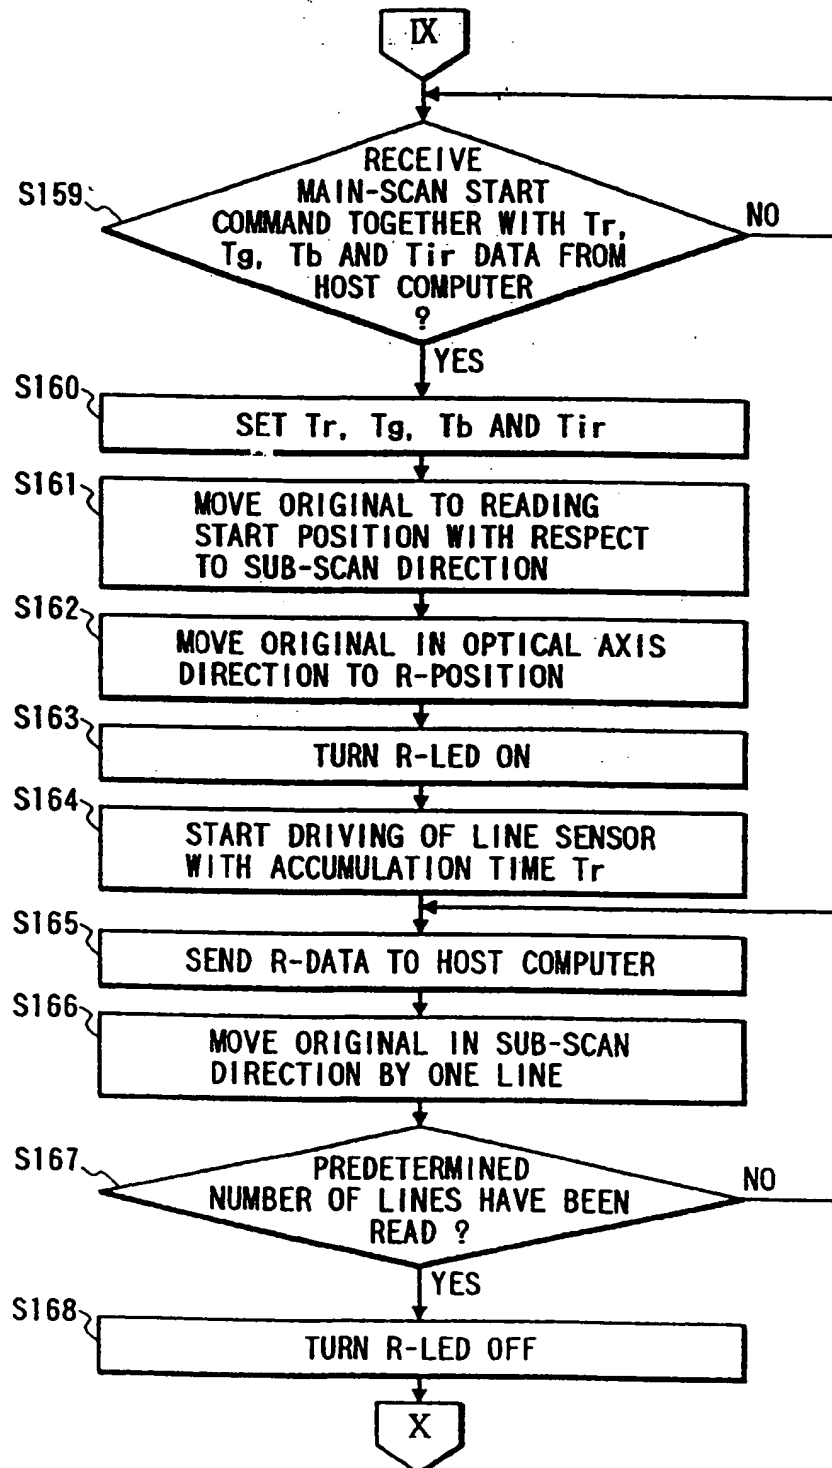 IX
S159
RECEIVE
MAIN-SCAN START
COMMAND TOGETHER WITH Tr,
Tg, Tb AND Tir DATA FROM
HOST COMPUTER
?
NO
YES
S160
SET Tr, Tg, Tb AND Tir
S161
MOVE ORIGINAL TO READING
START POSITION WITH RESPECT
TO SUB-SCAN DIRECTION
S162
MOVE ORIGINAL IN OPTICAL AXIS
DIRECTION TO R-POSITION
S163
TURN R-LED ON
S164
START DRIVING OF LINE SENSOR
WITH ACCUMULATION TIME Tr
S165
SEND R-DATA TO HOST COMPUTER
S166
MOVE ORIGINAL IN SUB-SCAN
DIRECTION BY ONE LINE
S167
PREDETERMINED
NUMBER OF LINES HAVE BEEN
READ ?
NO
YES
S168
TURN R-LED OFF
X